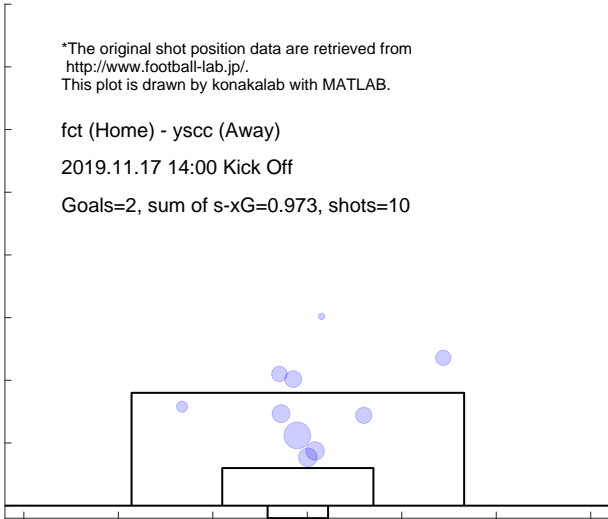 *The original shot position data are retrieved from
http://www.football-lab.jp/.
This plot is drawn by konakalab with MATLAB.
fct (Home) - yscc (Away)
2019.11.17 14:00 Kick Off
Goals=2, sum of s-xG=0.973, shots=10